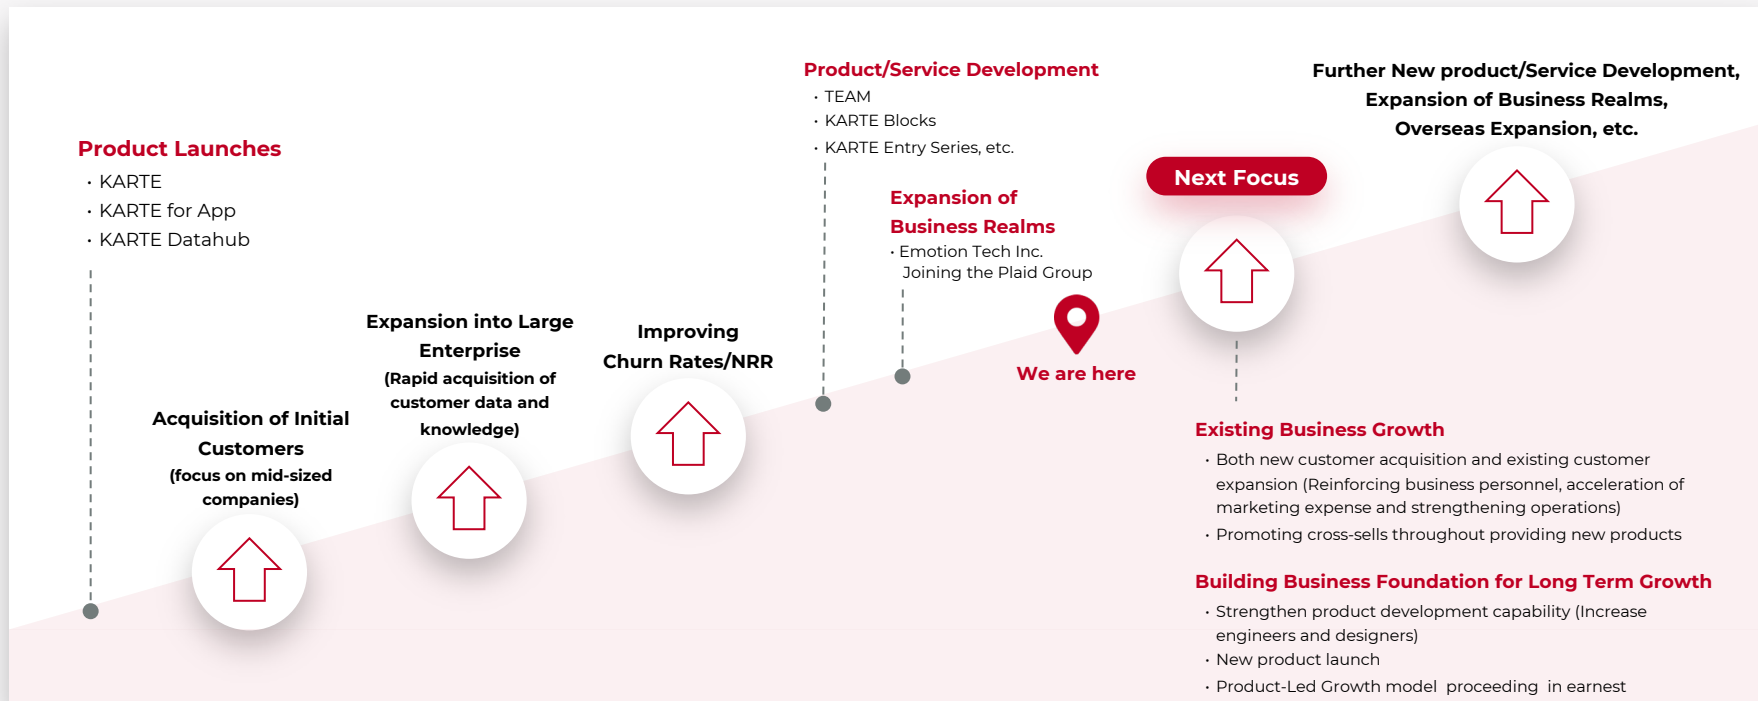 Product Launches
・KARTE
・KARTE for App
・KARTE Datahub
Acquisition of Initial
Customers
(focus on mid-sized
companies)
Expansion into Large
Enterprise
(Rapid acquisition of
customer data and
knowledge)
Improving
Churn Rates/NRR
Product/Service Development
・TEAM
・KARTE Blocks
・KARTE Entry Series, etc.
Expansion of
Business Realms
・Emotion Tech Inc.
Joining the Plaid Group
We are here
Next Focus
Existing Business Growth
・Both new customer acquisition and existing customer
expansion (Reinforcing business personnel, acceleration of
marketing expense and strengthening operations)
・Promoting cross-sells throughout providing new products
Building Business Foundation for Long Term Growth
・Strengthen product development capability (Increase
engineers and designers)
・New product launch
・Product-Led Growth model proceeding in earnest
Further New product/Service Development,
Expansion of Business Realms,
Overseas Expansion, etc.